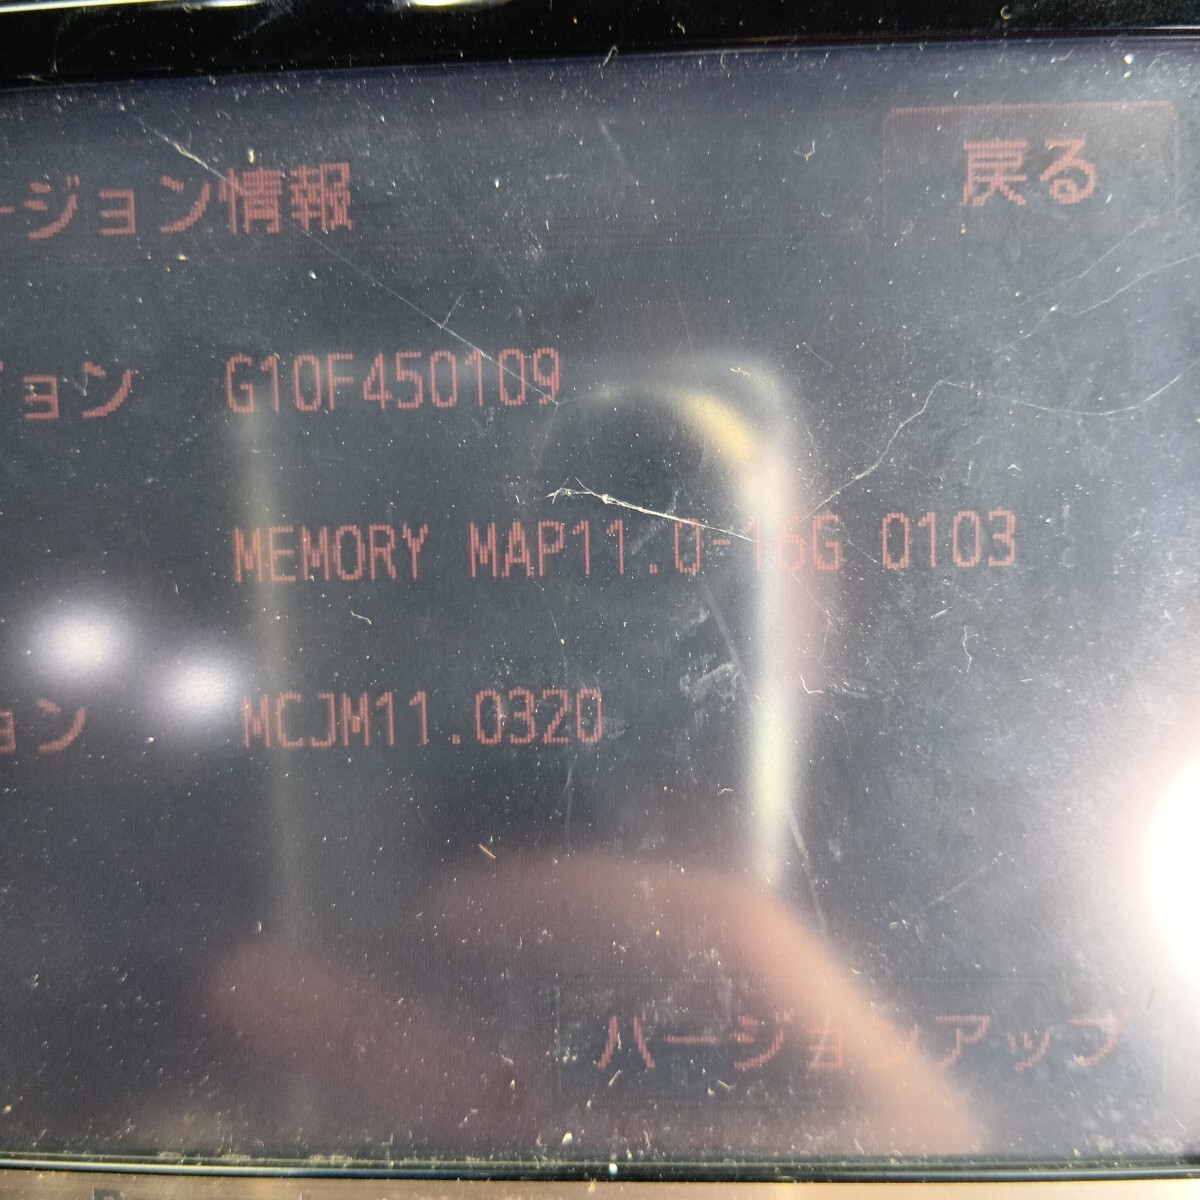 ージョン情報
戻る
ジョン G10F450109
MEMORY MAP11.0-16G 0103
ョン MCJM11.0320
バージョンアップ